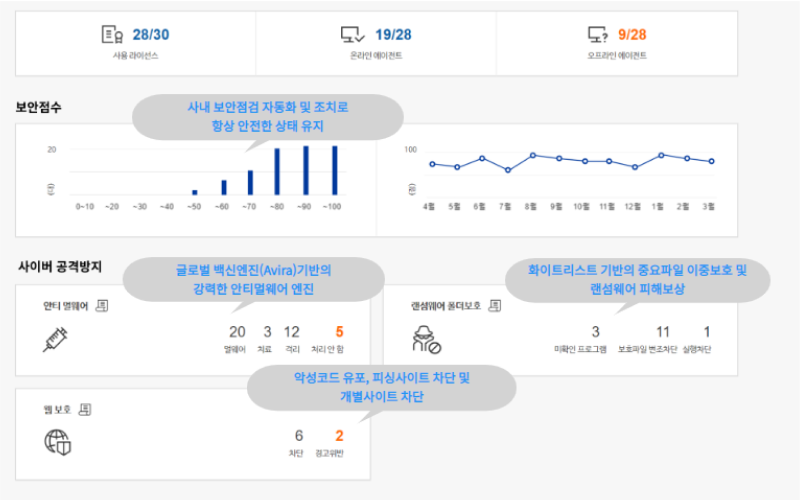 28/30
사용 라이선스
19/28
온라인 에이전트
9/28
오프라인 에이전트
보안점수
사내 보안점검 자동화 및 조치로
항상 안전한 상태 유지
20
(대)
0~10 ~20 ~30 ~40 ~50 ~60 ~70 ~80 ~90 ~100
100
(점)
4월 5월 6월 7월 8월 9월 10월 11월 12월 1월 2월 3월
사이버 공격방지
글로벌 백신엔진(Avira)기반의
강력한 안티멀웨어 엔진
화이트리스트 기반의 중요파일 이중보호 및
랜섬웨어 피해보상
안티 멀웨어
20 3 12 5
멀웨어 치료 격리 처리 안 함
랜섬웨어 폴더보호
3 11 1
미확인 프로그램 보호파일 변조차단 실행차단
악성코드 유포, 피싱사이트 차단 및
개별사이트 차단
웹 보호
6 2
차단 경고위반